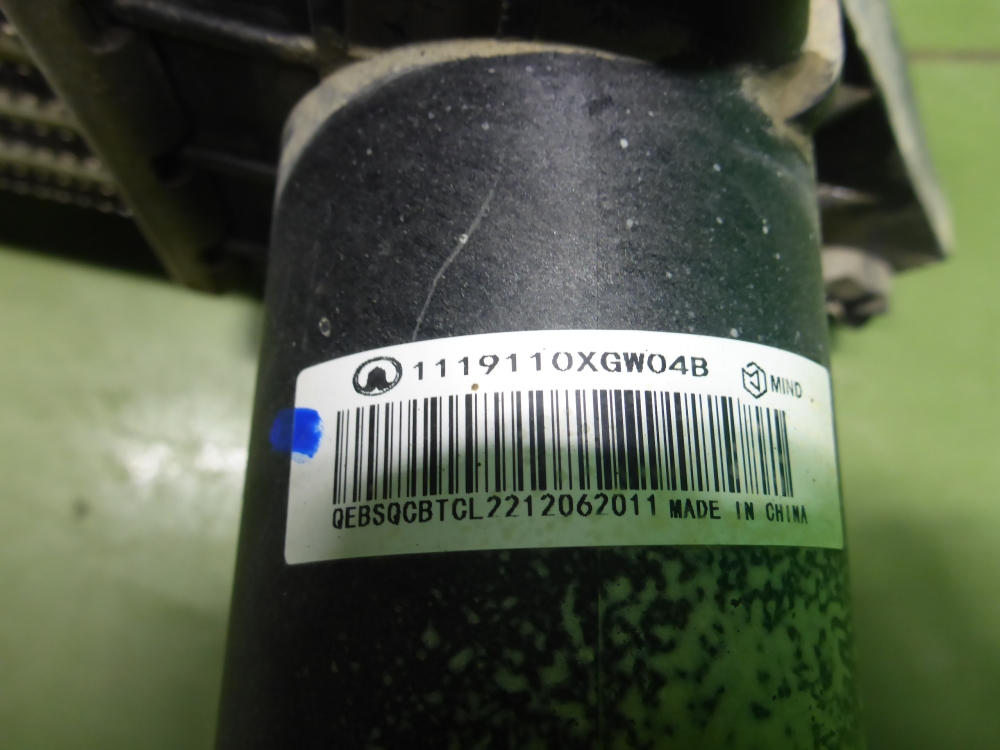 1119110XGW04B MIND
QEBSQCBTCL2212062011 MADE IN CHINA